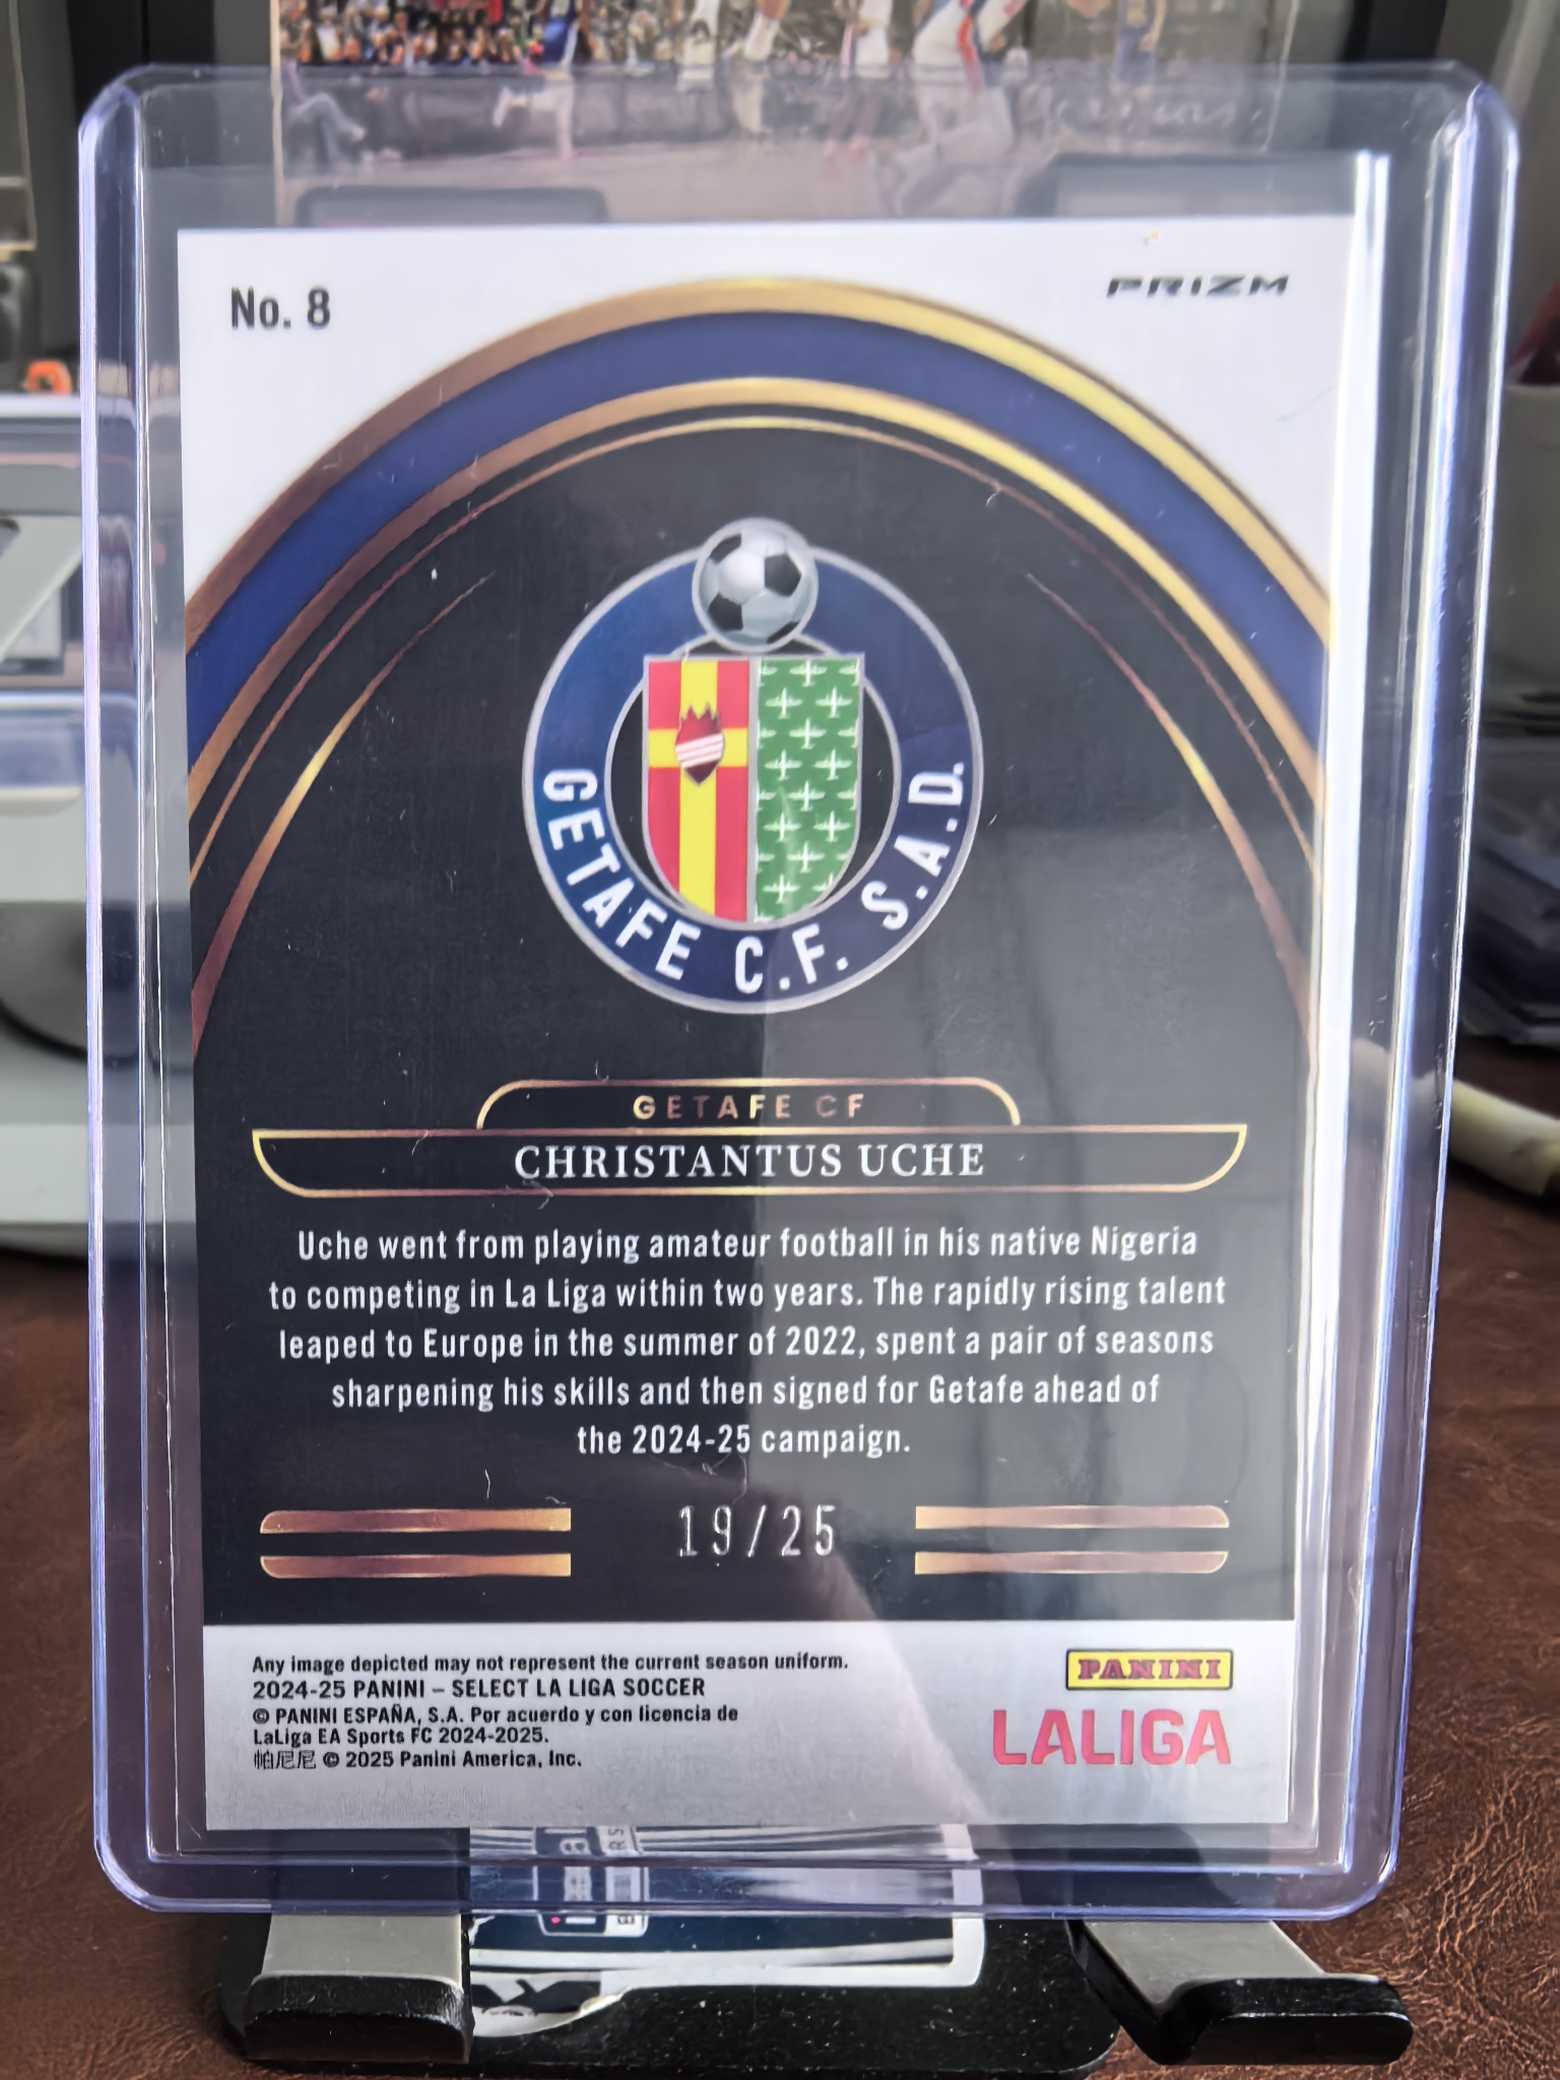 No. 8
PRIZM
GETAFE C.F. S.A.D.
GETAFE CF
CHRISTANTUS UCHE
Uche went from playing amateur football in his native Nigeria
to competing in La Liga within two years. The rapidly rising talent
leaped to Europe in the summer of 2022, spent a pair of seasons
sharpening his skills and then signed for Getafe ahead of
the 2024-25 campaign.
19/25
Any image depicted may not represent the current season uniform.
2024-25 PANINI – SELECT LA LIGA SOCCER
© PANINI ESPAÑA, S.A. Por acuerdo y con licencia de
LaLiga EA Sports FC 2024-2025.
帕尼尼 © 2025 Panini America, Inc.
PANINI
LALIGA